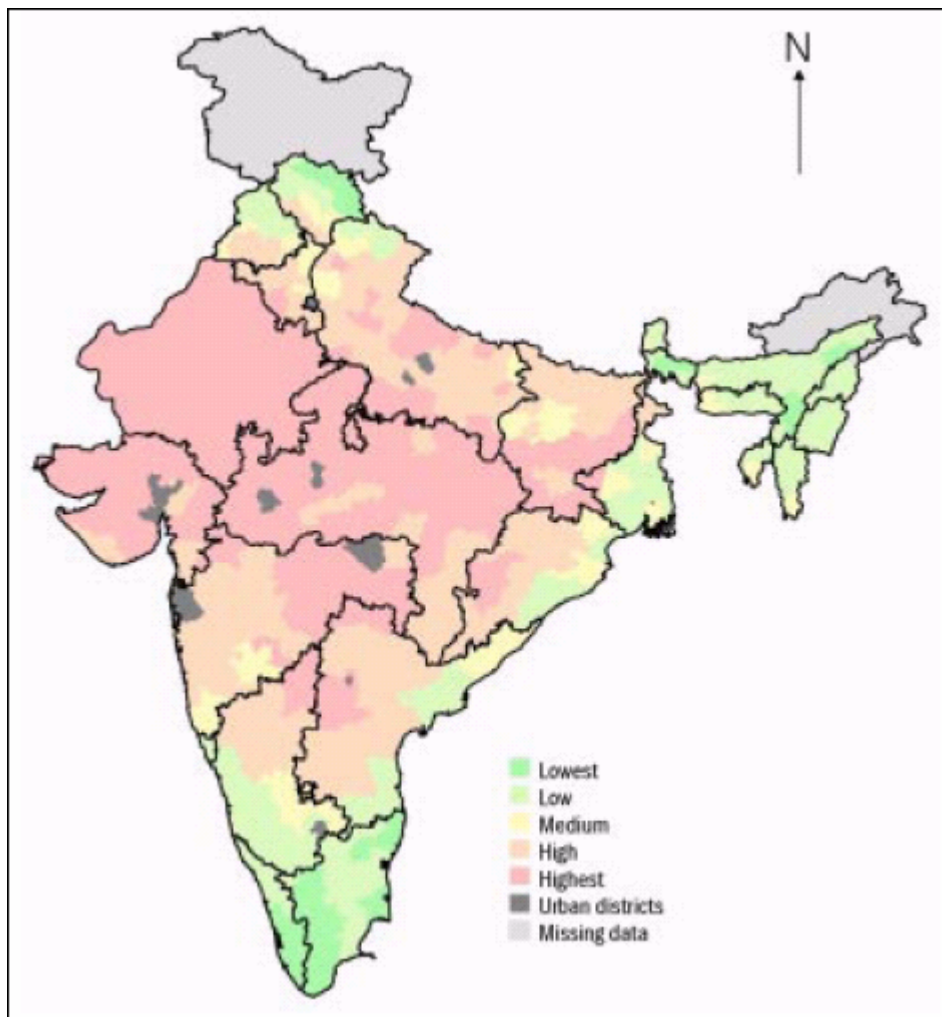 N
Lowest
Low
Medium
High
Highest
Urban districts
Missing data